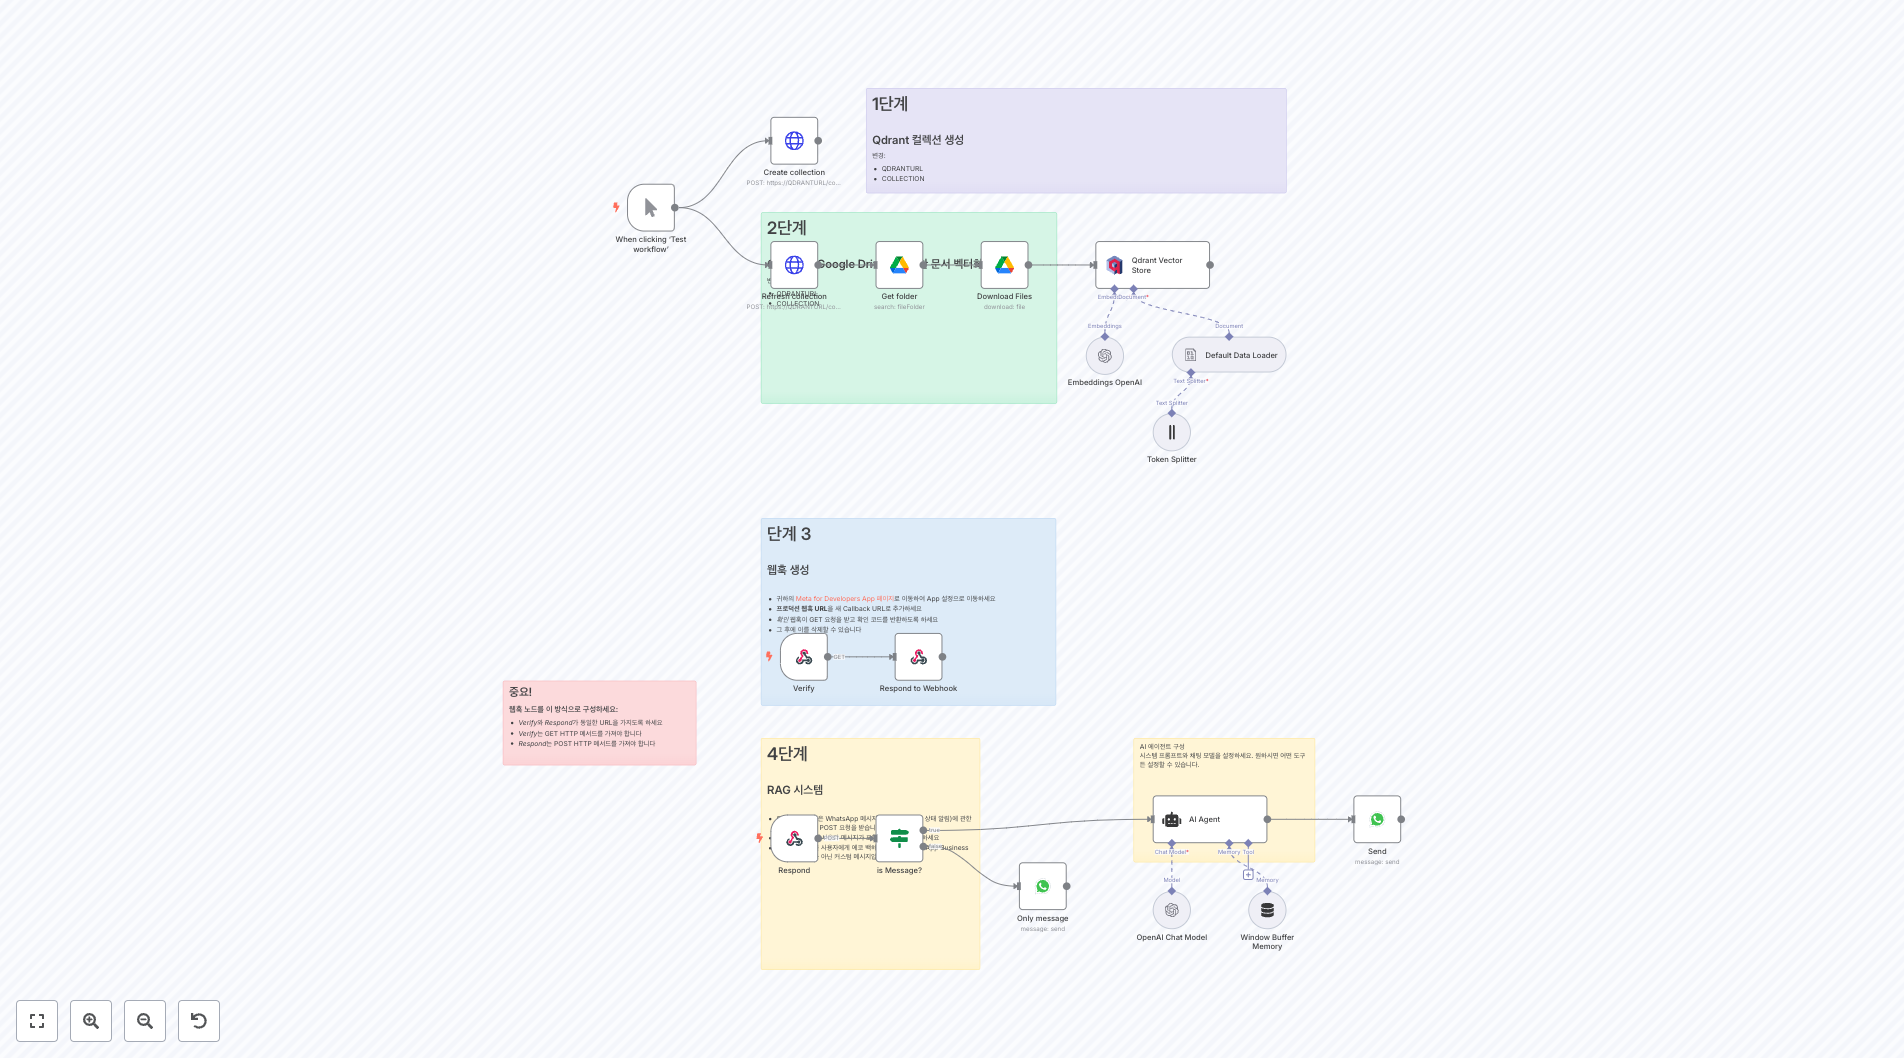 1단계
Qdrant 컬렉션 생성
변경:
QDRANTURL
COLLECTION
Create collection
POST: https://QDRANTURL/co...
When clicking 'Test
workflow'
2단계
Google Dri
문서 벡터화
QDRANTURL
COLLECTION
Refresh collection
POST: https://QDRANTURL/co...
Get folder
search: fileFolder
Download Files
download: file
Qdrant Vector
Store
Document*
Embeddings
Document
Embeddings OpenAI
Default Data Loader
Text Splitter*
Text Splitter
Token Splitter
단계 3
웹훅 생성
귀하의 Meta for Developers App 페이지로 이동하여 App 설정으로 이동하세요
프로덕션 웹훅 URL을 새 Callback URL로 추가하세요
확인 웹훅이 GET 요청을 받고 확인 코드를 반환하도록 하세요
그 후에 이를 삭제할 수 있습니다
GET
Verify
Respond to Webhook
중요!
웹훅 노드를 이 방식으로 구성하세요:
Verify와 Respond가 동일한 URL을 가지도록 하세요
Verify는 GET HTTP 메서드를 가져야 합니다
Respond는 POST HTTP 메서드를 가져야 합니다
4단계
RAG 시스템
은 WhatsApp 메시지
상태 알림)에 관한
POST 요청을 받습니
메시지가
하세요
사용자에게 에코 백
Business
아닌 커스텀 메시지입
true
Respond
is Message?
Only message
message: send
AI 에이전트 구성
시스템 프롬프트와 채팅 모델을 설정하세요. 원하시면 어떤 도구
든 설정할 수 있습니다.
AI Agent
Chat Model*
Memory
Tool
Model
Memory
OpenAI Chat Model
Window Buffer
Memory
Send
message: send